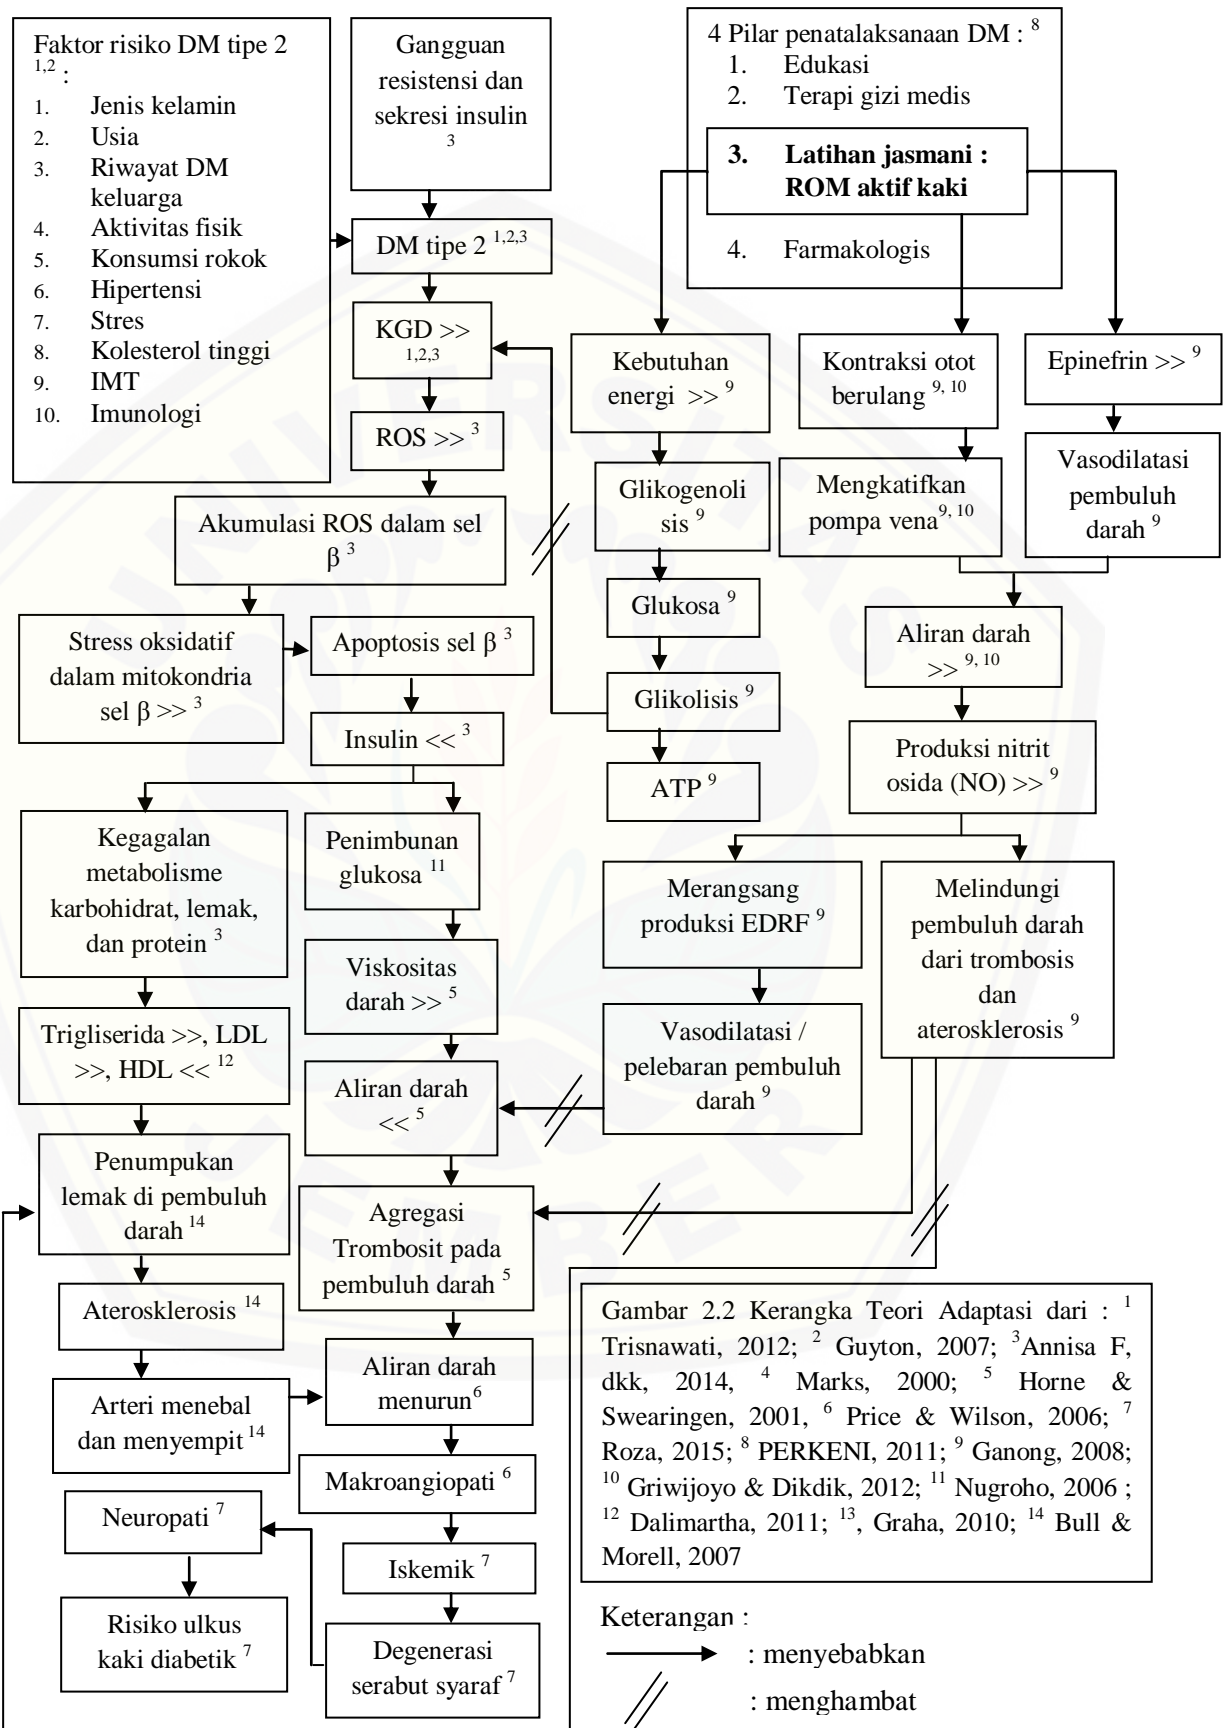 Faktor risiko DM tipe 2
1,2 :
1. Jenis kelamin
2. Usia
3. Riwayat DM
keluarga
4. Aktivitas fisik
5. Konsumsi rokok
6. Hipertensi
7. Stres
8. Kolesterol tinggi
9. IMT
10. Imunologi
Gangguan
resistensi dan
sekresi insulin
3
DM tipe 2 1,2,3
KGD >>
1,2,3
ROS >> 3
Akumulasi ROS dalam sel
β 3
Stress oksidatif
dalam mitokondria
sel β >> 3
Apoptosis sel β 3
Insulin << 3
Kegagalan
metabolisme
karbohidrat, lemak,
dan protein 3
Penimbunan
glukosa 11
Viskositas
darah >> 5
Trigliserida >>, LDL
>>, HDL << 12
Aliran darah
<< 5
Penumpukan
lemak di pembuluh
darah 14
Agregasi
Trombosit pada
pembuluh darah 5
Aterosklerosis 14
Aliran darah
menurun6
Arteri menebal
dan menyempit 14
Makroangiopati 6
Neuropati 7
Iskemik 7
Risiko ulkus
kaki diabetik 7
Degenerasi
serabut syaraf 7
4 Pilar penatalaksanaan DM : 8
1. Edukasi
2. Terapi gizi medis
3. Latihan jasmani :
ROM aktif kaki
4. Farmakologis
Kebutuhan
energi >> 9
Kontraksi otot
berulang 9, 10
Epinefrin >> 9
Glikogenoli
sis 9
Mengkatifkan
pompa vena9, 10
Vasodilatasi
pembuluh
darah 9
Glukosa 9
Aliran darah
>> 9, 10
Glikolisis 9
Produksi nitrit
osida (NO) >> 9
ATP 9
Merangsang
produksi EDRF 9
Melindungi
pembuluh darah
dari trombosis
dan
aterosklerosis 9
Vasodilatasi /
pelebaran pembuluh
darah 9
Gambar 2.2 Kerangka Teori Adaptasi dari : 1
Trisnawati, 2012; 2 Guyton, 2007; 3Annisa F,
dkk, 2014, 4 Marks, 2000; 5 Horne &
Swearingen, 2001, 6 Price & Wilson, 2006; 7
Roza, 2015; 8 PERKENI, 2011; 9 Ganong, 2008;
10 Griwijoyo & Dikdik, 2012; 11 Nugroho, 2006 ;
12 Dalimartha, 2011; 13, Graha, 2010; 14 Bull &
Morell, 2007
Keterangan :
: menyebabkan
: menghambat
UNIVERSITAS
JEMBER